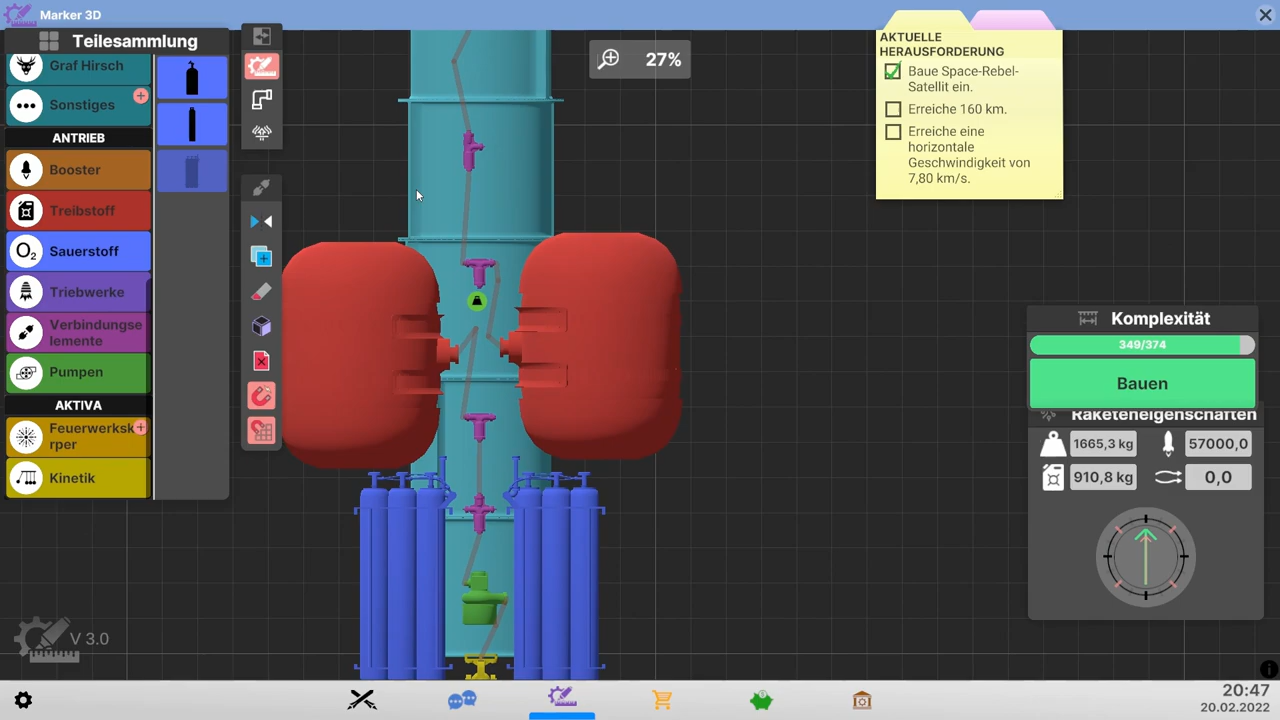 Marker 3D
Teilesammlung
Graf Hirsch
Sonstiges
ANTRIEB
Booster
Treibstoff
O2
Sauerstoff
Triebwerke
Verbindungse
lemente
Pumpen
AKTIVA
Feuerwerksk
rper
Kinetik
V 3.0
27%
AKTUELLE
HERAUSFORDERUNG
Baue Space-Rebel-
Satellit ein.
Erreiche 160 km.
Erreiche eine
horizontale
Geschwindigkeit von
7,80 km/s.
Komplexität
349/374
Bauen
Raketeneigenschaften
1665,3 kg
57000,0
910,8 kg
0,0
20:47
20.02.2022